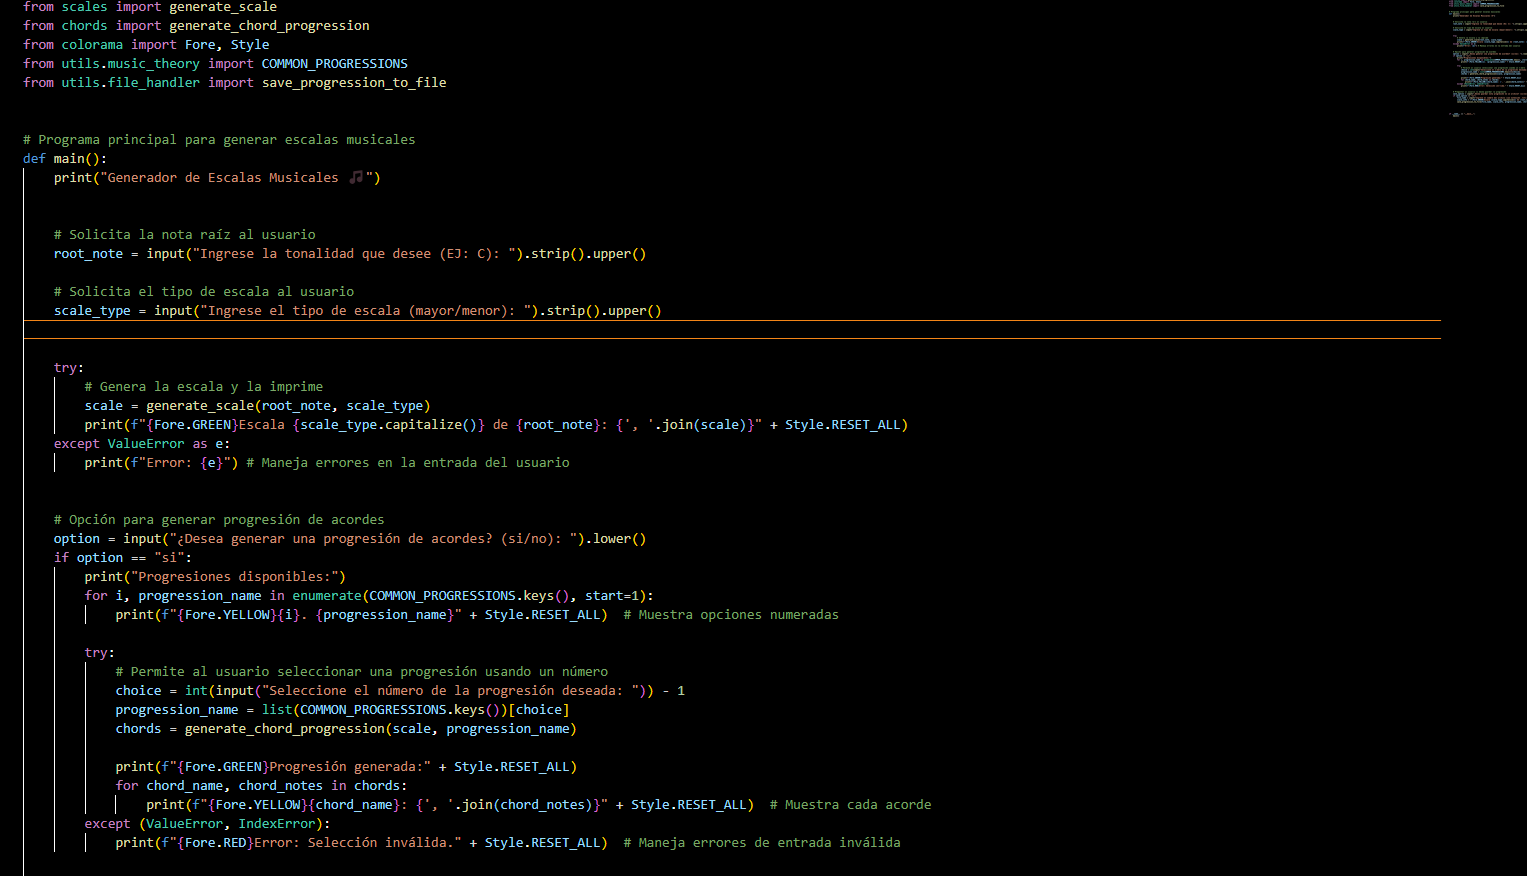 from scales import generate_scale
from chords import generate_chord_progression
from colorama import Fore, Style
from utils.music_theory import COMMON_PROGRESSIONS
from utils.file_handler import save_progression_to_file
# Programa principal para generar escalas musicales
def main():
    print("Generador de Escalas Musicales 🎵")
    # Solicita la nota raíz al usuario
    root_note = input("Ingrese la tonalidad que desee (EJ: C): ").strip().upper()
    # Solicita el tipo de escala al usuario
    scale_type = input("Ingrese el tipo de escala (mayor/menor): ").strip().upper()
    try:
        # Genera la escala y la imprime
        scale = generate_scale(root_note, scale_type)
        print(f"{Fore.GREEN}Escala {scale_type.capitalize()} de {root_note}: {', '.join(scale)}" + Style.RESET_ALL)
    except ValueError as e:
        print(f"Error: {e}") # Maneja errores en la entrada del usuario
    # Opción para generar progresión de acordes
    option = input("¿Desea generar una progresión de acordes? (si/no): ").lower()
    if option == "si":
        print("Progresiones disponibles:")
        for i, progression_name in enumerate(COMMON_PROGRESSIONS.keys(), start=1):
            print(f"{Fore.YELLOW}{i}. {progression_name}" + Style.RESET_ALL)  # Muestra opciones numeradas
        try:
            # Permite al usuario seleccionar una progresión usando un número
            choice = int(input("Seleccione el número de la progresión deseada: ")) - 1
            progression_name = list(COMMON_PROGRESSIONS.keys())[choice]
            chords = generate_chord_progression(scale, progression_name)
            print(f"{Fore.GREEN}Progresión generada:" + Style.RESET_ALL)
            for chord_name, chord_notes in chords:
                print(f"{Fore.YELLOW}{chord_name}: {', '.join(chord_notes)}" + Style.RESET_ALL)  # Muestra cada acorde
        except (ValueError, IndexError):
            print(f"{Fore.RED}Error: Selección inválida." + Style.RESET_ALL)  # Maneja errores de entrada inválida